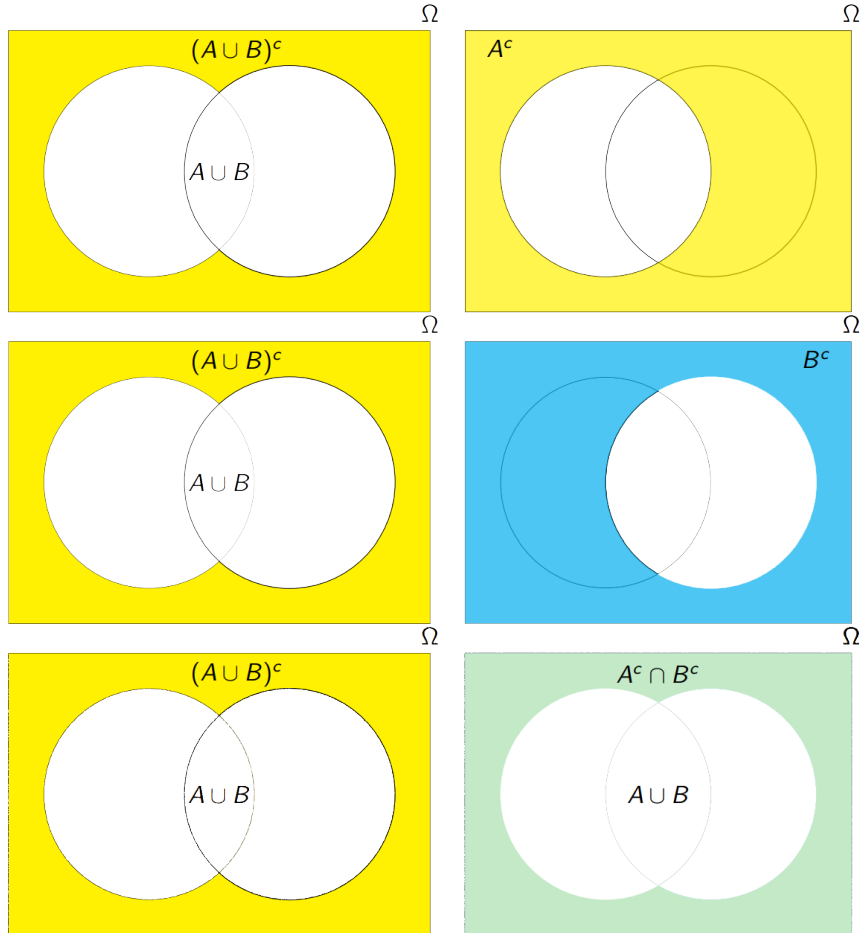 Ω Ω
(A ∪ B)ᶜ Aᶜ
A ∪ B
Ω Ω
(A ∪ B)ᶜ Bᶜ
A ∪ B
Ω Ω
(A ∪ B)ᶜ Aᶜ ∩ Bᶜ
A ∪ B A ∪ B